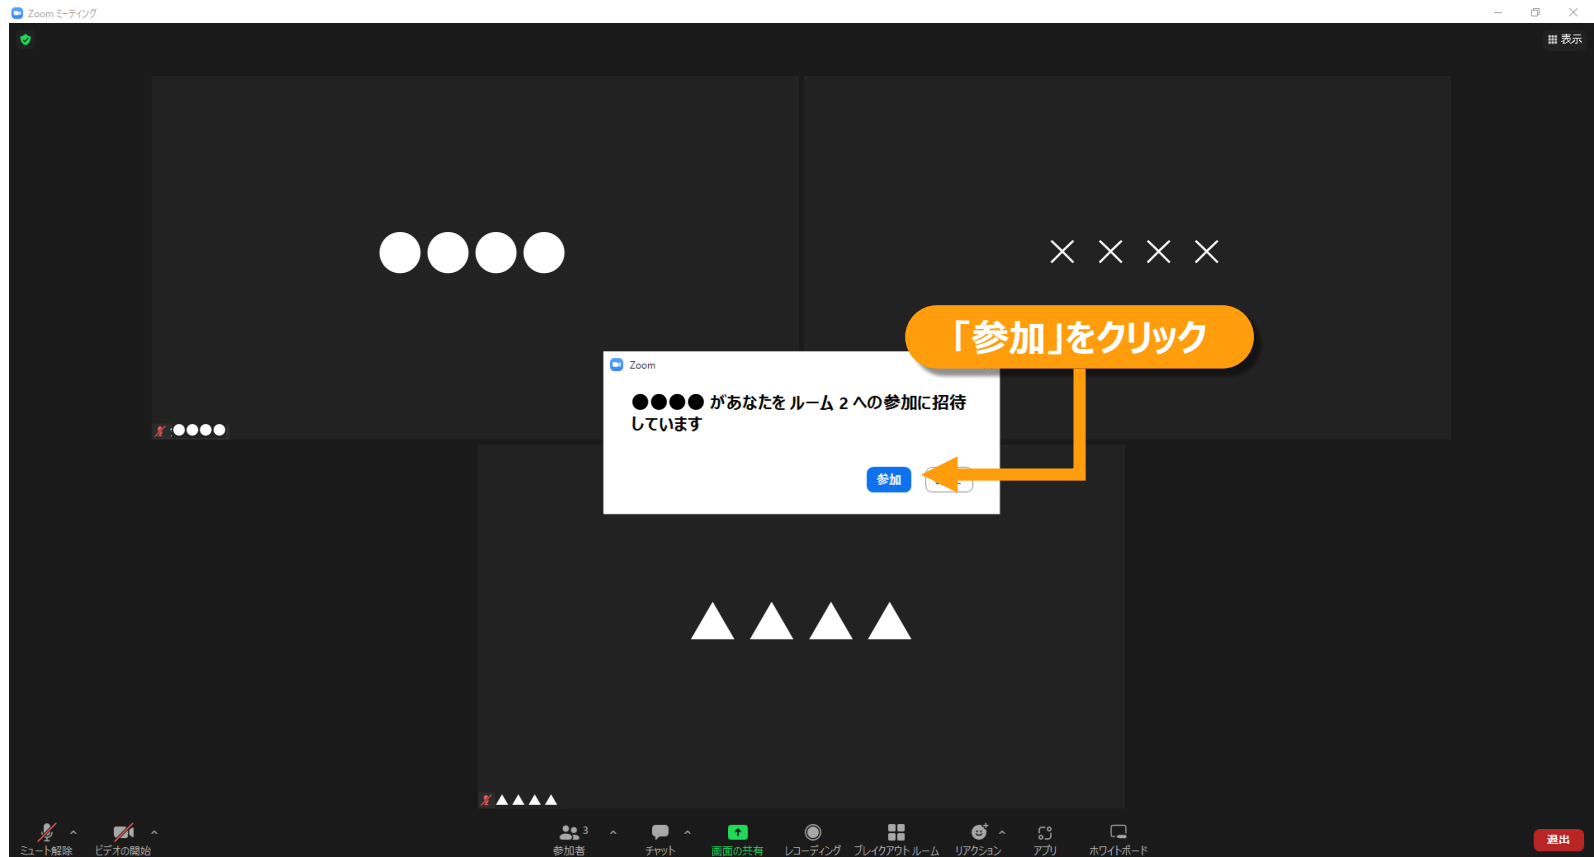 Zoom ミーティング
表示
●●●●
××××
「参加」をクリック
Zoom
●●●● があなたを ルーム 2 への参加に招待
しています
参加
●●●●
▲▲▲▲
▲▲▲▲
3
ミュート解除 ビデオの開始 参加者 チャット 画面の共有 レコーディング ブレイクアウト ルーム リアクション アプリ ホワイトボード 退出